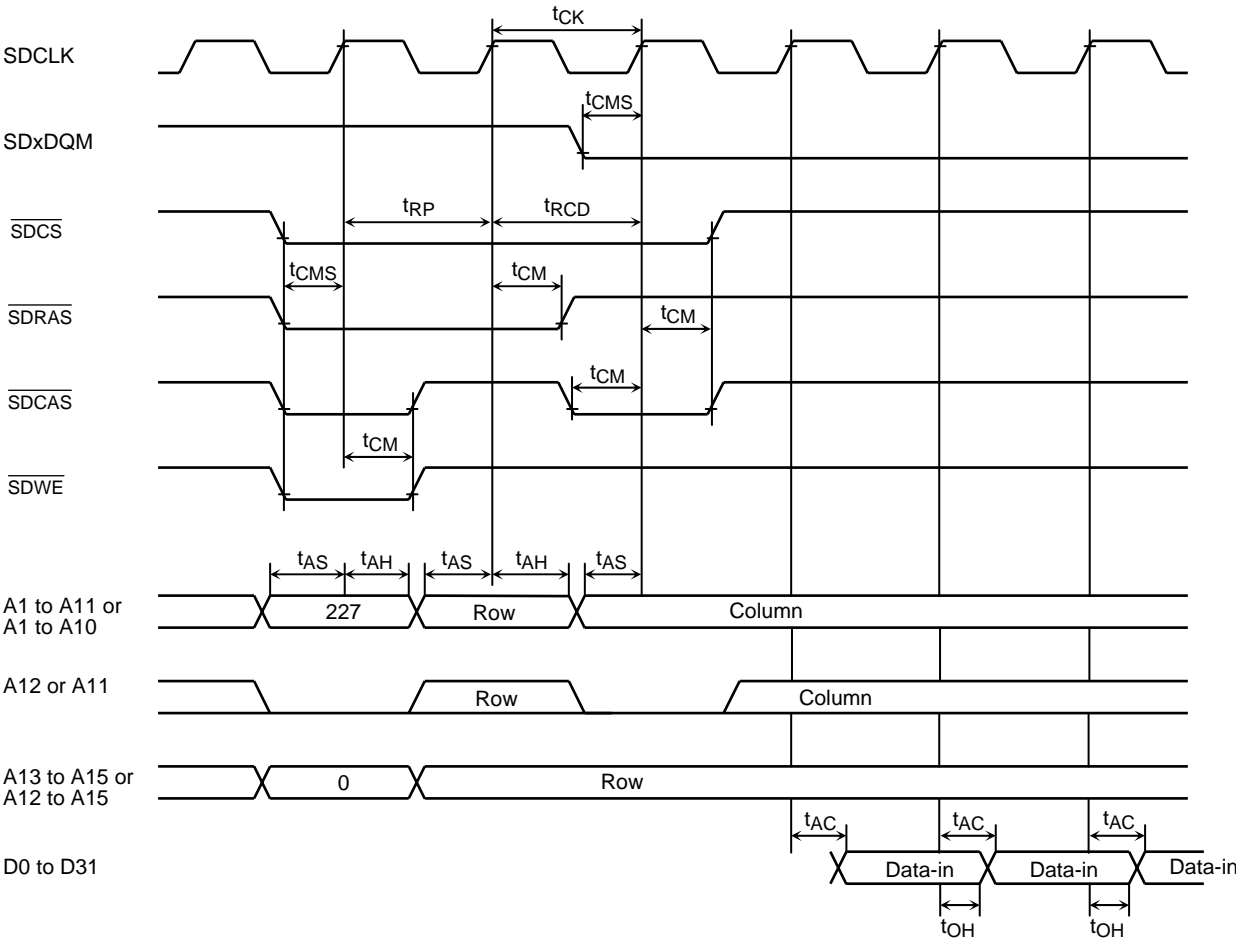 tCK
SDCLK
tCMS
SDxDQM
tRP tRCD
SDCS
tCMS tCM
SDRAS
tCM
tCM
SDCAS
tCM
SDWE
tAS tAH tAS tAH tAS
A1 to A11 or
A1 to A10
227 Row Column
A12 or A11
Row Column
A13 to A15 or
A12 to A15
0 Row
tAC tAC tAC
D0 to D31
Data-in Data-in Data-in
tOH tOH